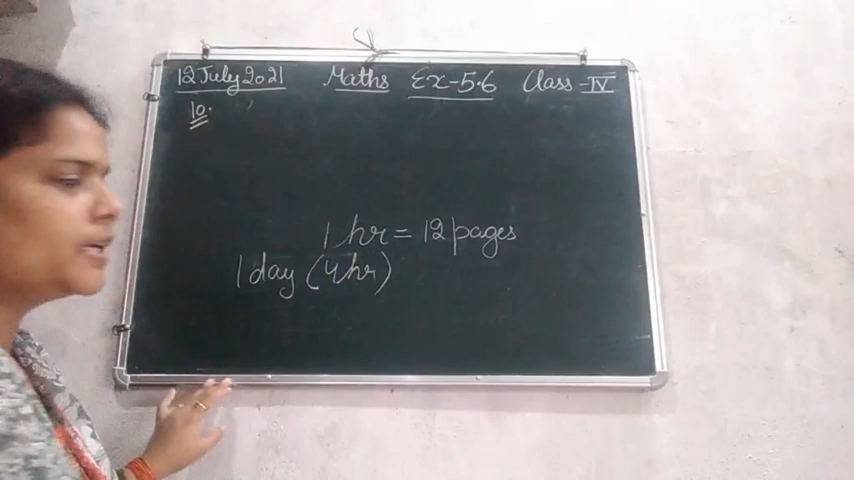 12 July 2021 Maths Ex-5.6 Class-IV
10.
1 hr = 12 pages
1 day (4 hr)